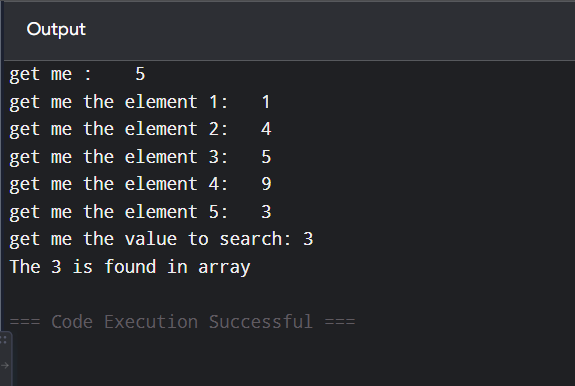 Output
get me :    5
get me the element 1:   1
get me the element 2:   4
get me the element 3:   5
get me the element 4:   9
get me the element 5:   3
get me the value to search: 3
The 3 is found in array
=== Code Execution Successful ===